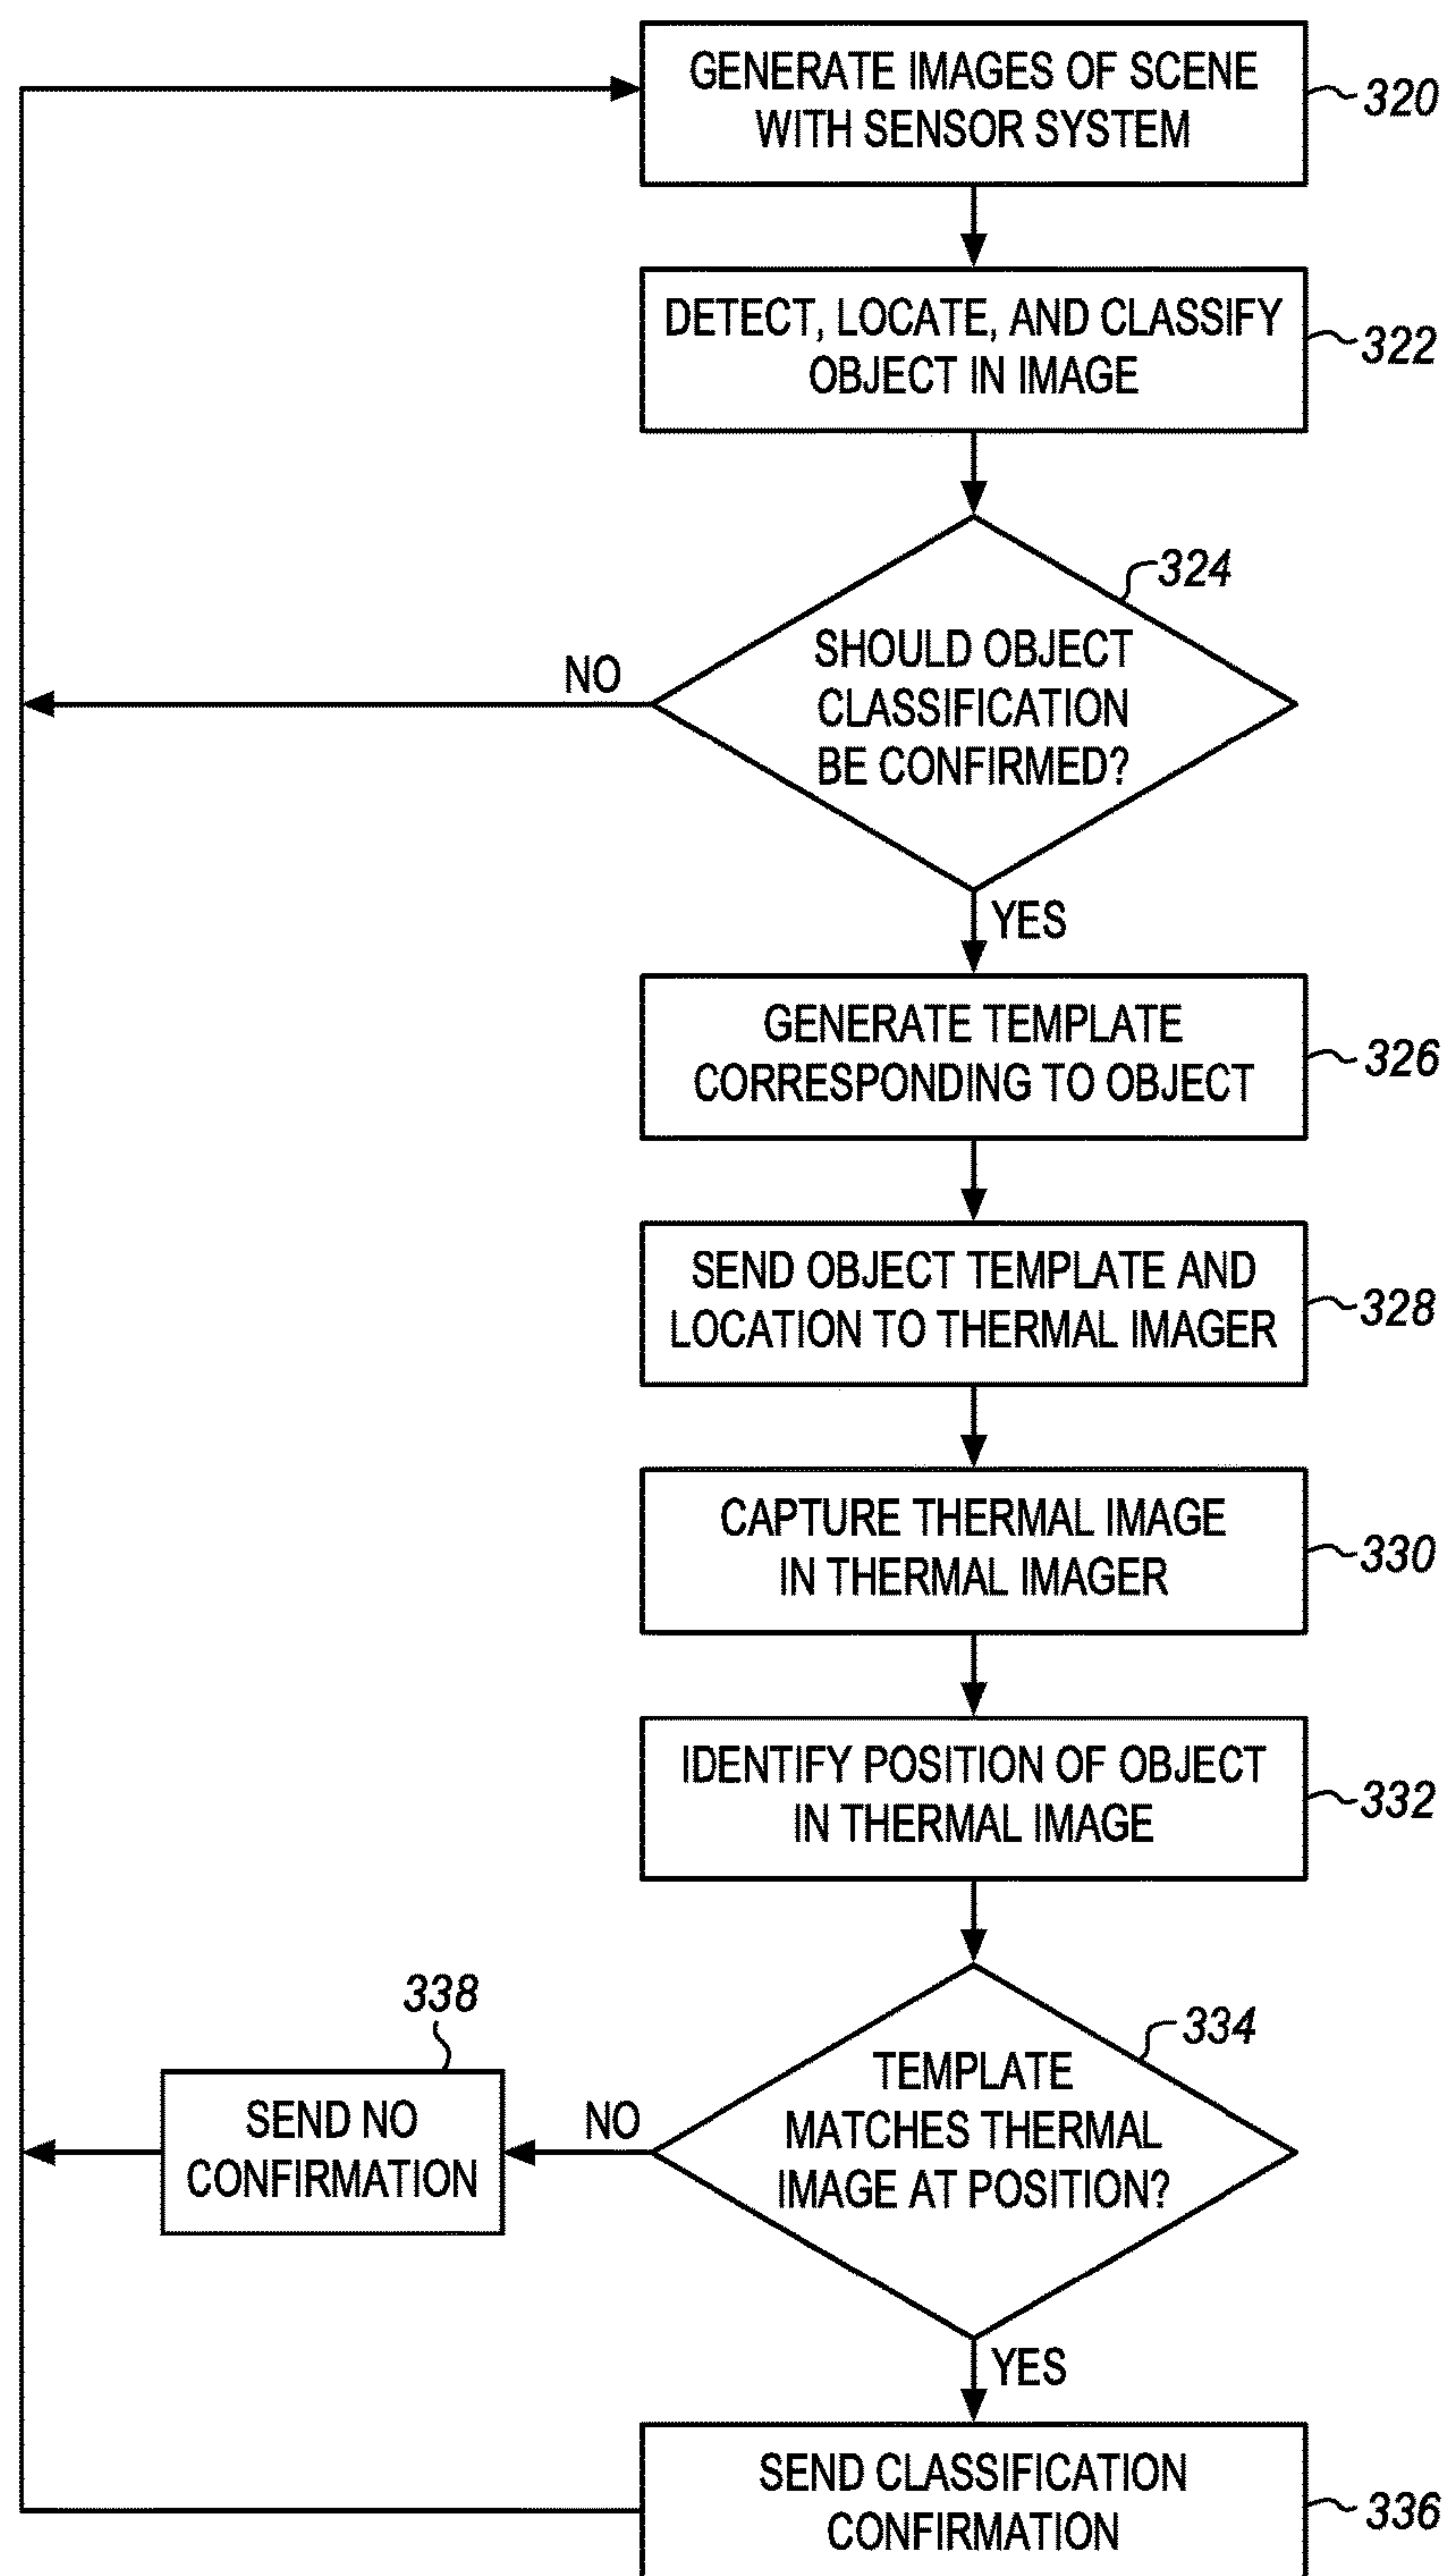 GENERATE IMAGES OF SCENE
WITH SENSOR SYSTEM
320
DETECT, LOCATE, AND CLASSIFY
OBJECT IN IMAGE
322
324
SHOULD OBJECT
CLASSIFICATION
BE CONFIRMED?
NO
YES
GENERATE TEMPLATE
CORRESPONDING TO OBJECT
326
SEND OBJECT TEMPLATE AND
LOCATION TO THERMAL IMAGER
328
CAPTURE THERMAL IMAGE
IN THERMAL IMAGER
330
IDENTIFY POSITION OF OBJECT
IN THERMAL IMAGE
332
334
TEMPLATE
MATCHES THERMAL
IMAGE AT POSITION?
NO
338
SEND NO
CONFIRMATION
YES
SEND CLASSIFICATION
CONFIRMATION
336